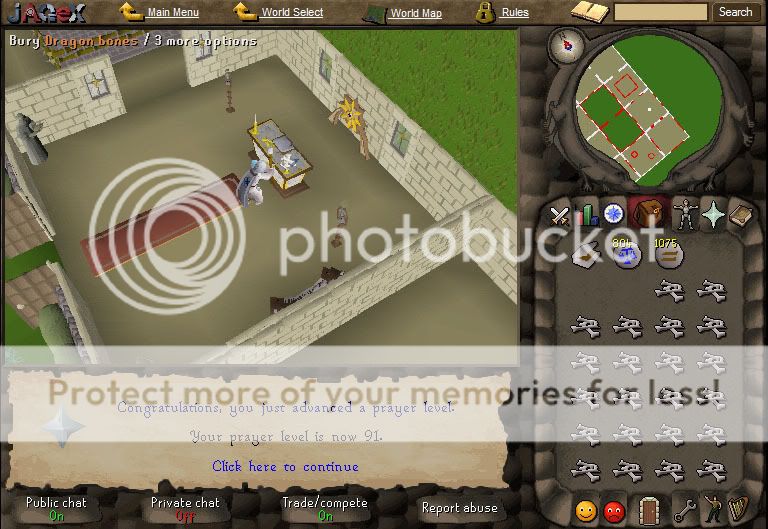 JAGEX
Main Menu
World Select
World Map
Rules
Search
Bury Dragon bones / 3 more options
804
1075
photobucket
Protect more of your memories for less!
Congratulations, you just advanced a prayer level.
Your prayer level is now 91.
Click here to continue
Public chat
On
Private chat
Off
Trade/compete
On
Report abuse